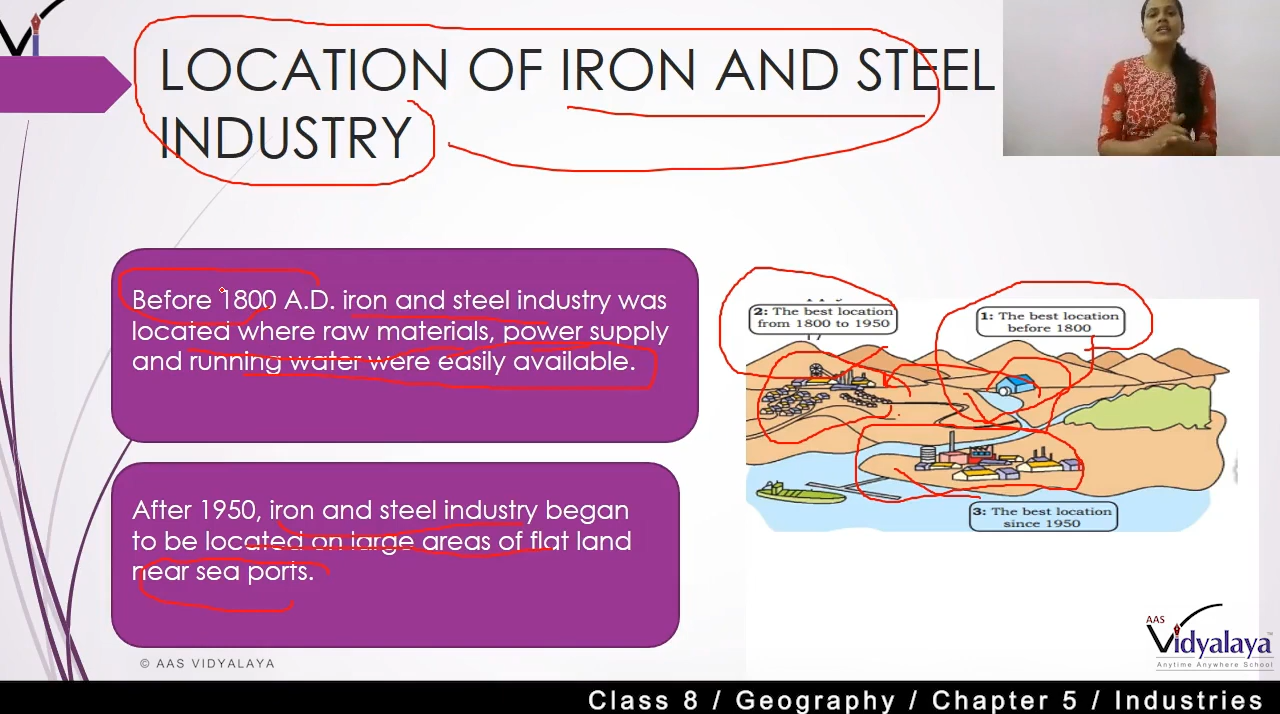 LOCATION OF IRON AND STEEL
INDUSTRY
Before 1800 A.D. iron and steel industry was
located where raw materials, power supply
and running water were easily available.
After 1950, iron and steel industry began
to be located on large areas of flat land
near sea ports.
2: The best location
from 1800 to 1950
1: The best location
before 1800
3: The best location
since 1950
© AAS VIDYALAYA
AAS
Vidyalaya
Anytime Anywhere School
Class 8 / Geography / Chapter 5 / Industries